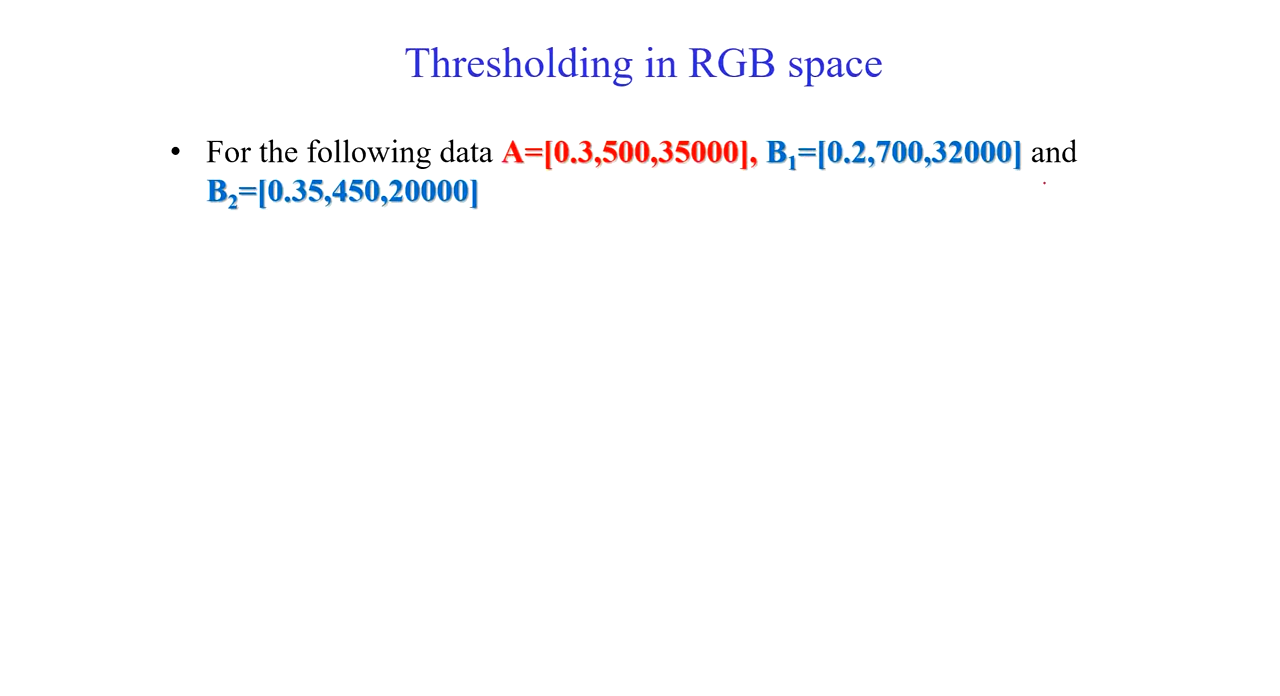 Thresholding in RGB space
• For the following data A=[0.3,500,35000], B₁=[0.2,700,32000] and
B₂=[0.35,450,20000]